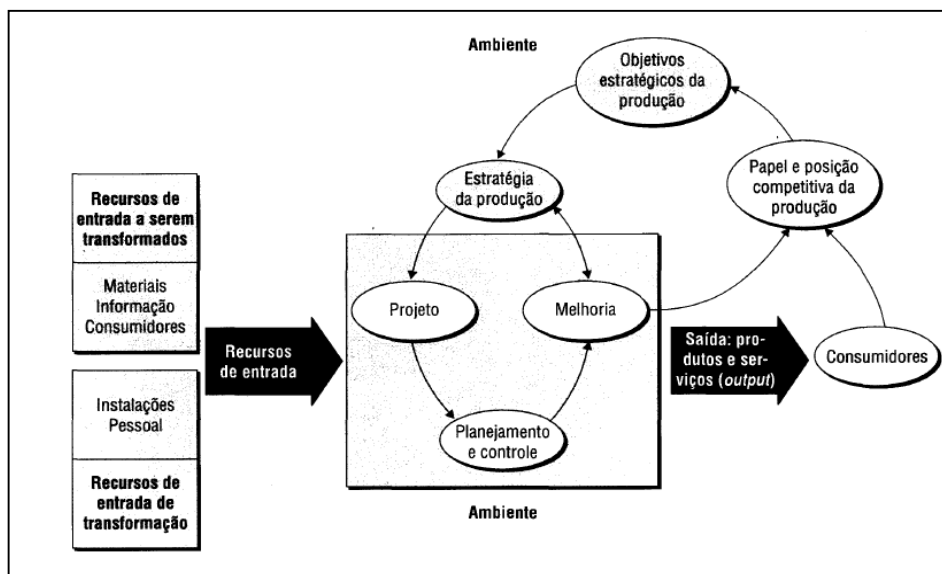 Ambiente
Objetivos
estratégicos da
produção
Papel e posição
competitiva da
produção
Estratégia
da produção
Recursos de
entrada a serem
transformados
Materiais
Informação
Consumidores
Instalações
Pessoal
Recursos de
entrada de
transformação
Recursos
de entrada
Projeto
Melhoria
Planejamento
e controle
Saída: pro-
dutos e ser-
viços (output)
Consumidores
Ambiente